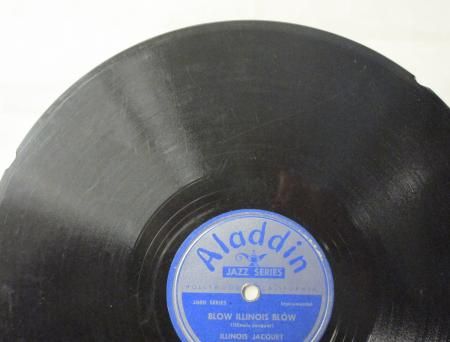 Aladdin
JAZZ SERIES
HOLLYWOOD CALIFORNIA
3000 SERIES
Instrumental
BLOW ILLINOIS BLOW
(Illinois Jacquet)
ILLINOIS JACQUET